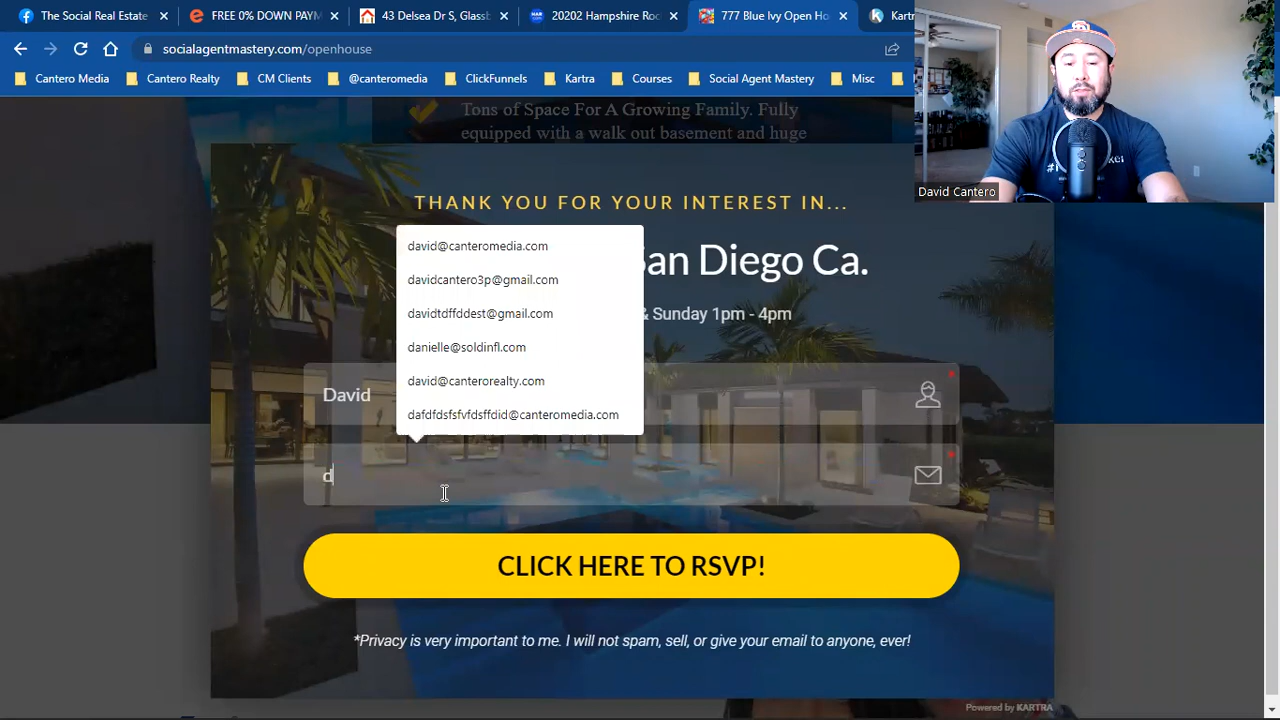 The Social Real Estate
FREE 0% DOWN PAYM
43 Delsea Dr S, Glassb
20202 Hampshire Roc
777 Blue Ivy Open Ho
Kartr
socialagentmastery.com/openhouse
Cantero Media
Cantero Realty
CM Clients
@canteromedia
ClickFunnels
Kartra
Courses
Social Agent Mastery
Misc
Tons of Space For A Growing Family. Fully
equipped with a walk out basement and huge
David Cantero
THANK YOU FOR YOUR INTEREST IN...
San Diego Ca.
& Sunday 1pm - 4pm
david@canteromedia.com
davidcantero3p@gmail.com
davidtdffddest@gmail.com
danielle@soldinfl.com
david@canterorealty.com
dafdfdsfsfvfdsffdid@canteromedia.com
David
d
CLICK HERE TO RSVP!
*Privacy is very important to me. I will not spam, sell, or give your email to anyone, ever!
Powered by KARTRA